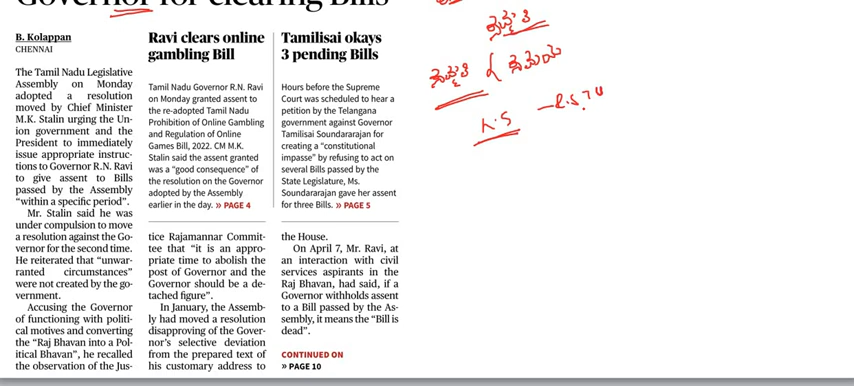 Governor for clearing Bills
B. Kolappan
CHENNAI
The Tamil Nadu Legislative
Assembly on Monday
adopted a resolution
moved by Chief Minister
M.K. Stalin urging the Un-
ion government and the
President to immediately
issue appropriate instruc-
tions to Governor R.N. Ravi
to give assent to Bills
passed by the Assembly
“within a specific period”.
Mr. Stalin said he was
under compulsion to move
a resolution against the Go-
vernor for the second time.
He reiterated that “unwar-
ranted circumstances”
were not created by the go-
vernment.
Accusing the Governor
of functioning with politi-
cal motives and converting
the “Raj Bhavan into a Pol-
itical Bhavan”, he recalled
the observation of the Jus-
Ravi clears online
gambling Bill
Tamil Nadu Governor R.N. Ravi
on Monday granted assent to
the re-adopted Tamil Nadu
Prohibition of Online Gambling
and Regulation of Online
Games Bill, 2022. CM M.K.
Stalin said the assent granted
was a “good consequence” of
the resolution on the Governor
adopted by the Assembly
earlier in the day. » PAGE 4
Tamilisai okays
3 pending Bills
Hours before the Supreme
Court was scheduled to hear a
petition by the Telangana
government against Governor
Tamilisai Soundararajan for
creating a “constitutional
impasse” by refusing to act on
several Bills passed by the
State Legislature, Ms.
Soundararajan gave her assent
for three Bills. » PAGE 5
tice Rajamannar Commit-
tee that “it is an appro-
priate time to abolish the
post of Governor and the
Governor should be a de-
tached figure”.
In January, the Assemb-
ly had moved a resolution
disapproving of the Gover-
nor’s selective deviation
from the prepared text of
his customary address to
the House.
On April 7, Mr. Ravi, at
an interaction with civil
services aspirants in the
Raj Bhavan, had said, if a
Governor withholds assent
to a Bill passed by the As-
sembly, it means the “Bill is
dead”.
CONTINUED ON
» PAGE 10